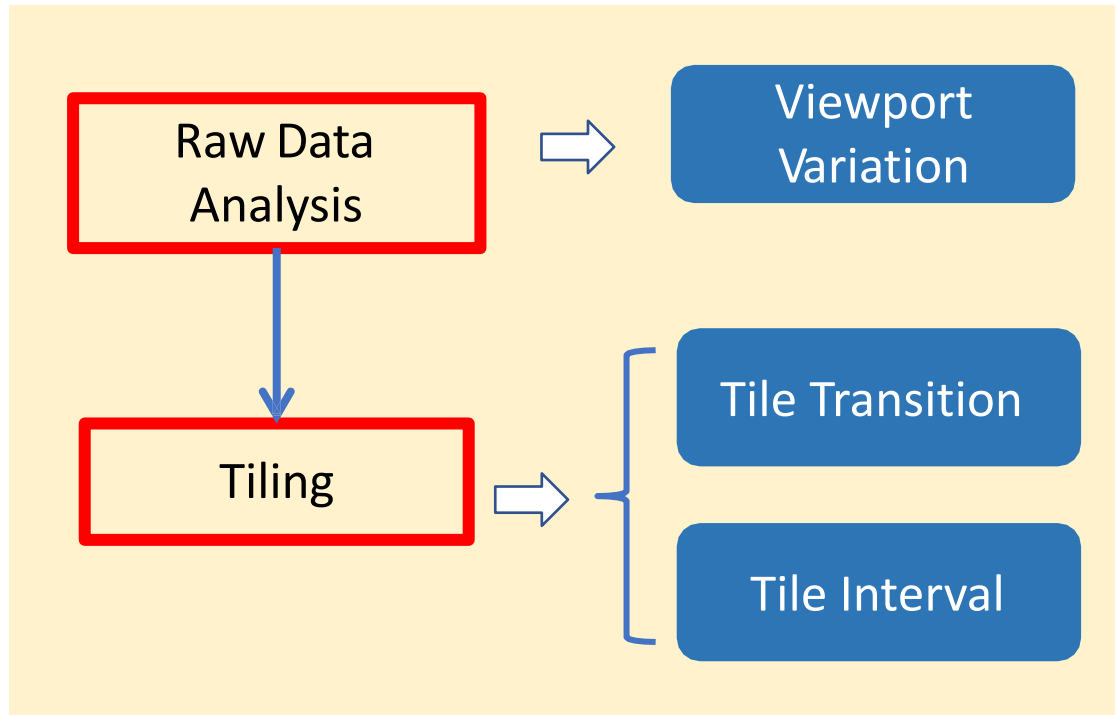 Raw Data
Analysis
Viewport
Variation
Tiling
Tile Transition
Tile Interval